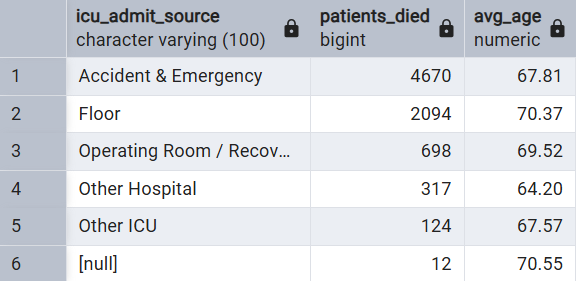 icu_admit_source patients_died avg_age
character varying (100) bigint numeric
1 Accident & Emergency 4670 67.81
2 Floor 2094 70.37
3 Operating Room / Recov... 698 69.52
4 Other Hospital 317 64.20
5 Other ICU 124 67.57
6 [null] 12 70.55